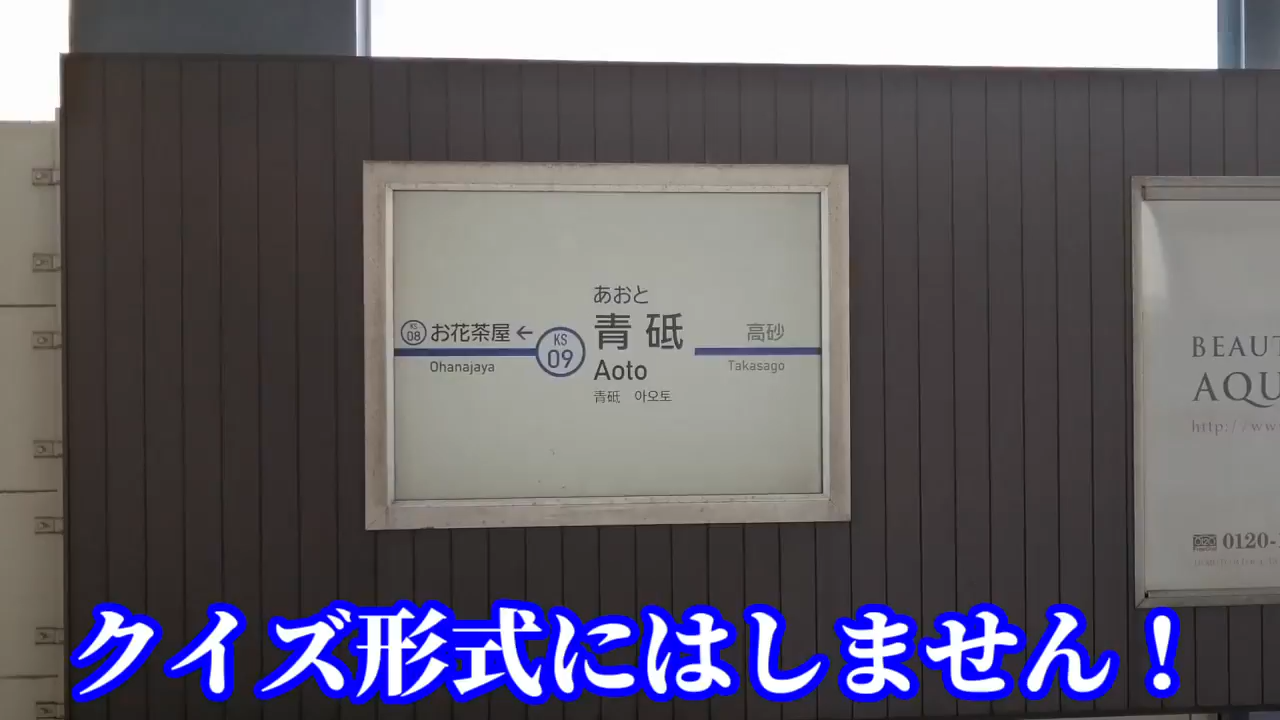 あおと
KS
08
お花茶屋←
KS
09
青砥
高砂
Ohanajaya
Aoto
Takasago
青砥 아오토
BEAUT
AQU
http://ww
0120-
クイズ形式にはしません！